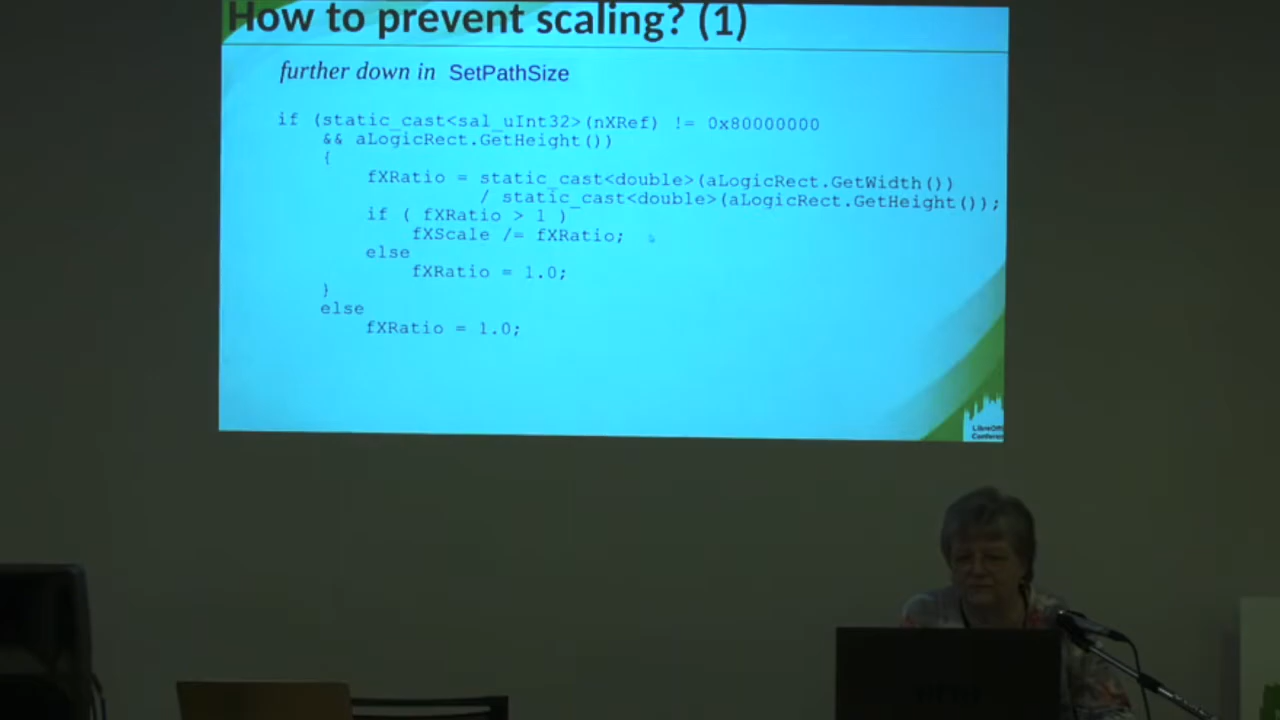 How to prevent scaling? (1)
further down in SetPathSize
if (static_cast<sal_uInt32>(nXRef) != 0x80000000
&& aLogicRect.GetHeight())
{
fXRatio = static_cast<double>(aLogicRect.GetWidth())
/ static_cast<double>(aLogicRect.GetHeight());
if ( fXRatio > 1 )
fXScale /= fXRatio;
else
fXRatio = 1.0;
}
else
fXRatio = 1.0;